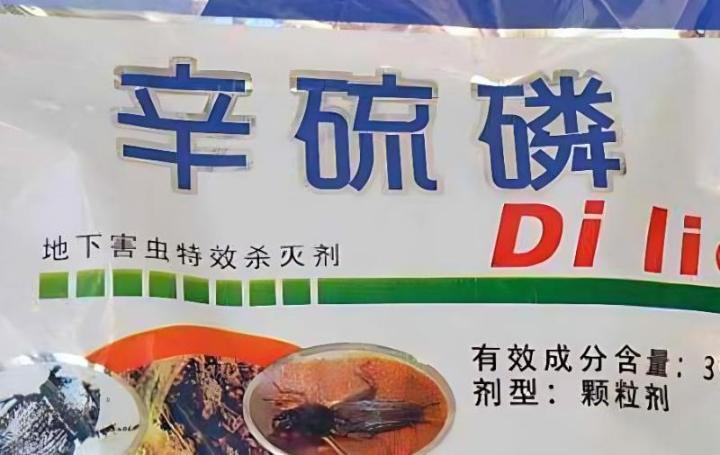 辛硫磷
Di li
地下害虫特效杀灭剂
有效成分含量：3
剂型：颗粒剂